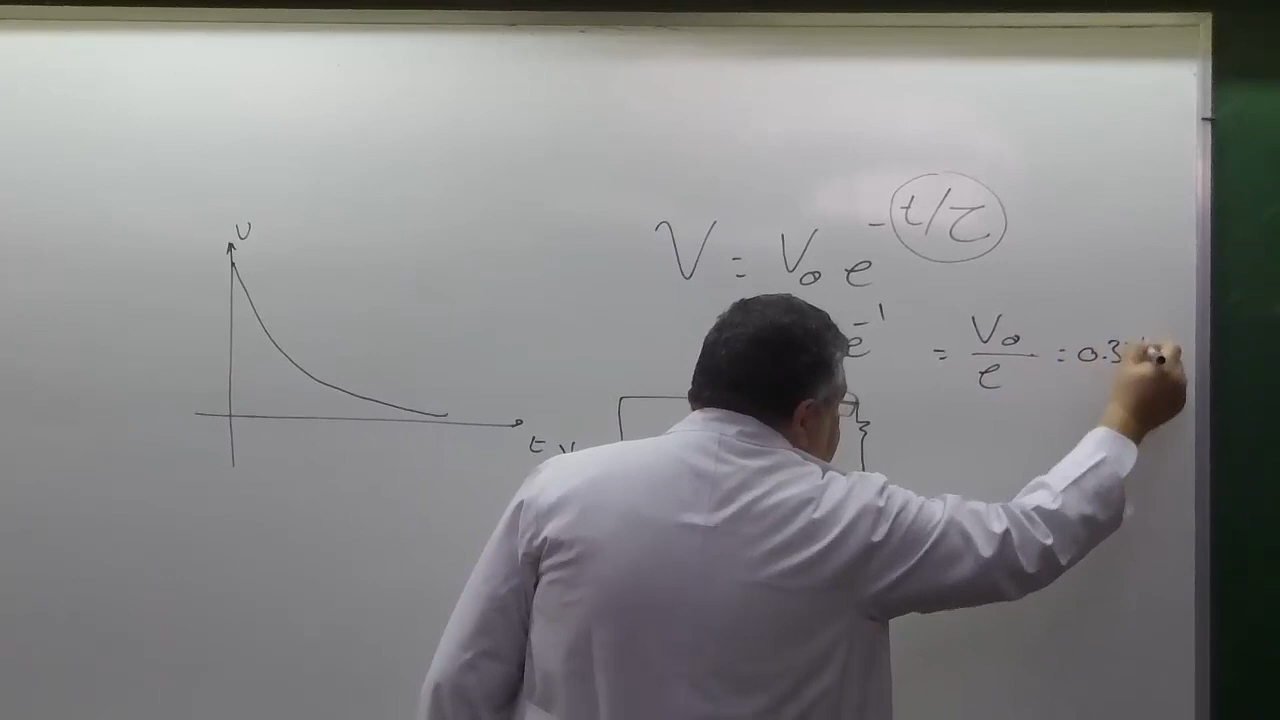 V = V₀ e^{-t/τ}
e⁻¹ = V₀/e = 0.3
υ
t